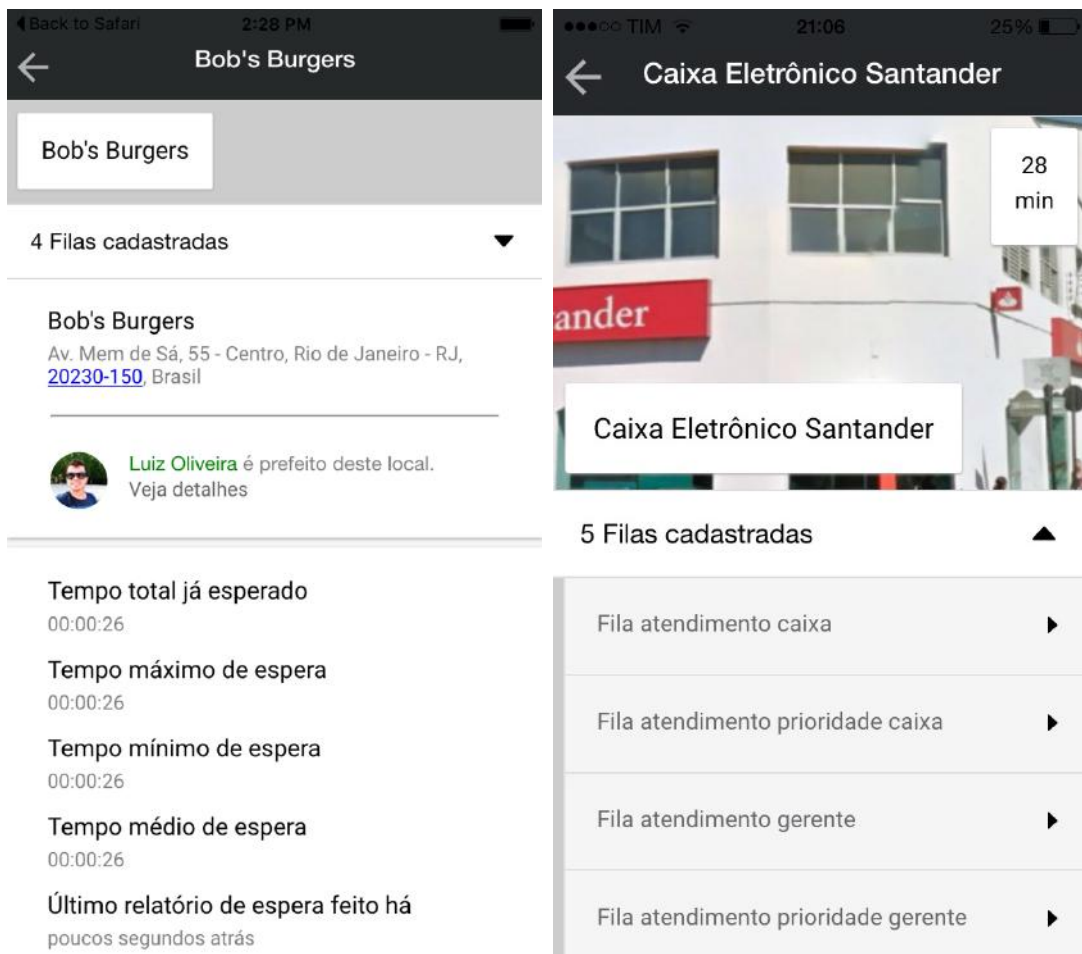 Back to Safari
2:28 PM
Bob's Burgers
Bob's Burgers
4 Filas cadastradas
Bob's Burgers
Av. Mem de Sá, 55 - Centro, Rio de Janeiro - RJ,
20230-150, Brasil
Luiz Oliveira é prefeito deste local.
Veja detalhes
Tempo total já esperado
00:00:26
Tempo máximo de espera
00:00:26
Tempo mínimo de espera
00:00:26
Tempo médio de espera
00:00:26
Último relatório de espera feito há
poucos segundos atrás
TIM
21:06
25%
Caixa Eletrônico Santander
28
min
ander
Caixa Eletrônico Santander
5 Filas cadastradas
Fila atendimento caixa
Fila atendimento prioridade caixa
Fila atendimento gerente
Fila atendimento prioridade gerente